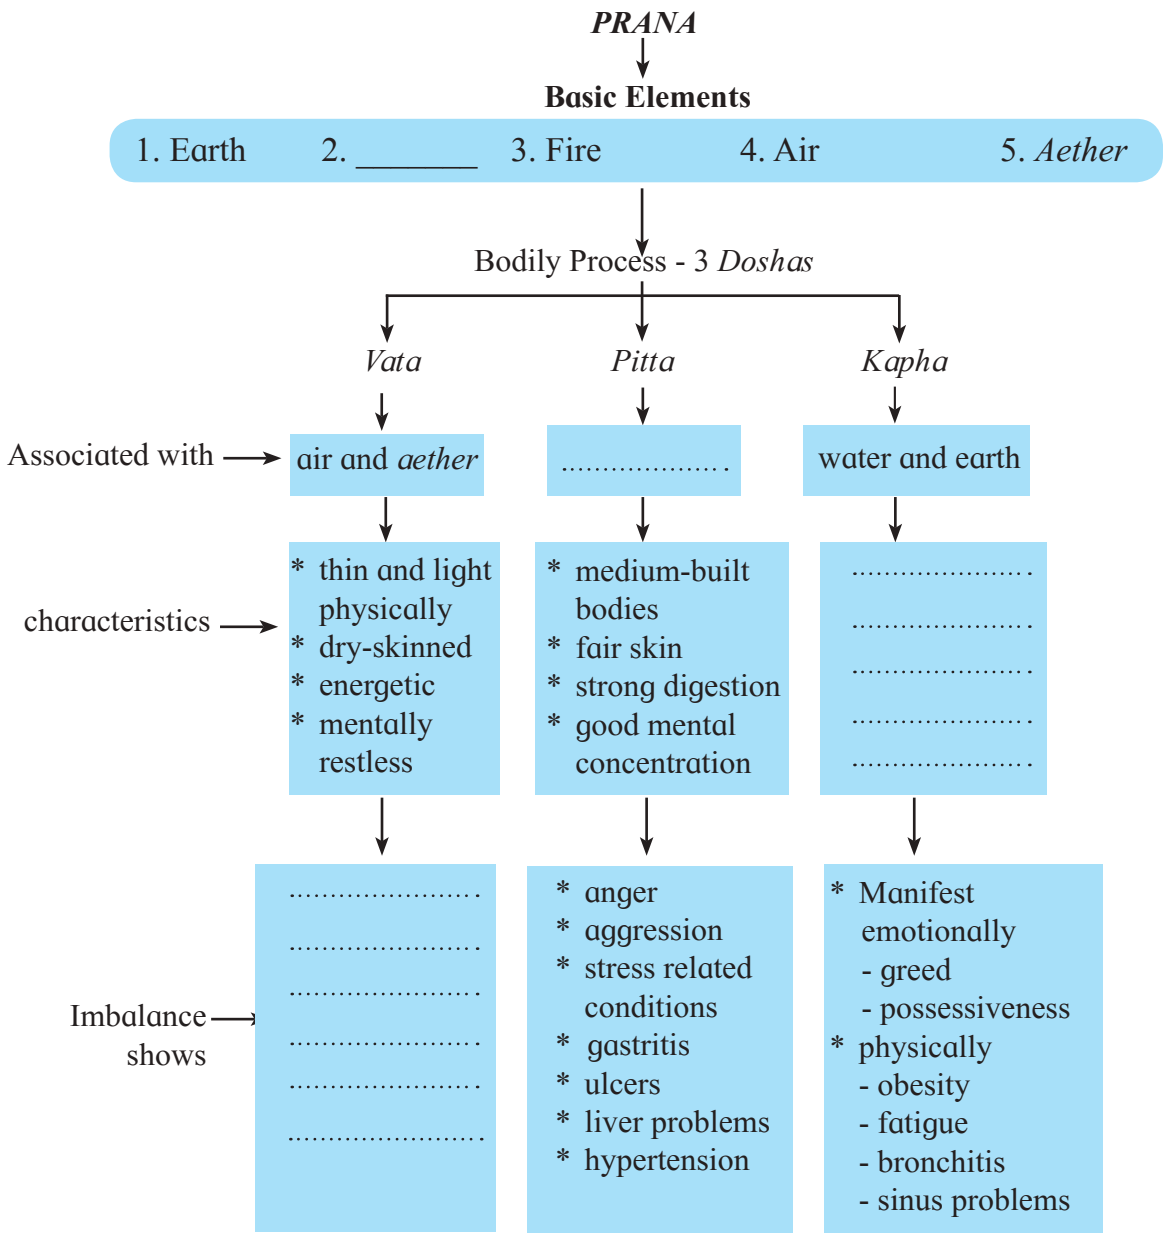 PRANA
Basic Elements
1. Earth 2. _______ 3. Fire 4. Air 5. Aether
Bodily Process - 3 Doshas
Vata Pitta Kapha
Associated with
air and aether
.................... .
water and earth
characteristics
* thin and light
physically
* dry-skinned
* energetic
* mentally
restless
* medium-built
bodies
* fair skin
* strong digestion
* good mental
concentration
...................... .
...................... .
...................... .
...................... .
...................... .
Imbalance
shows
....................... .
....................... .
....................... .
....................... .
....................... .
........................ .
* anger
* aggression
* stress related
conditions
* gastritis
* ulcers
* liver problems
* hypertension
* Manifest
emotionally
- greed
- possessiveness
* physically
- obesity
- fatigue
- bronchitis
- sinus problems